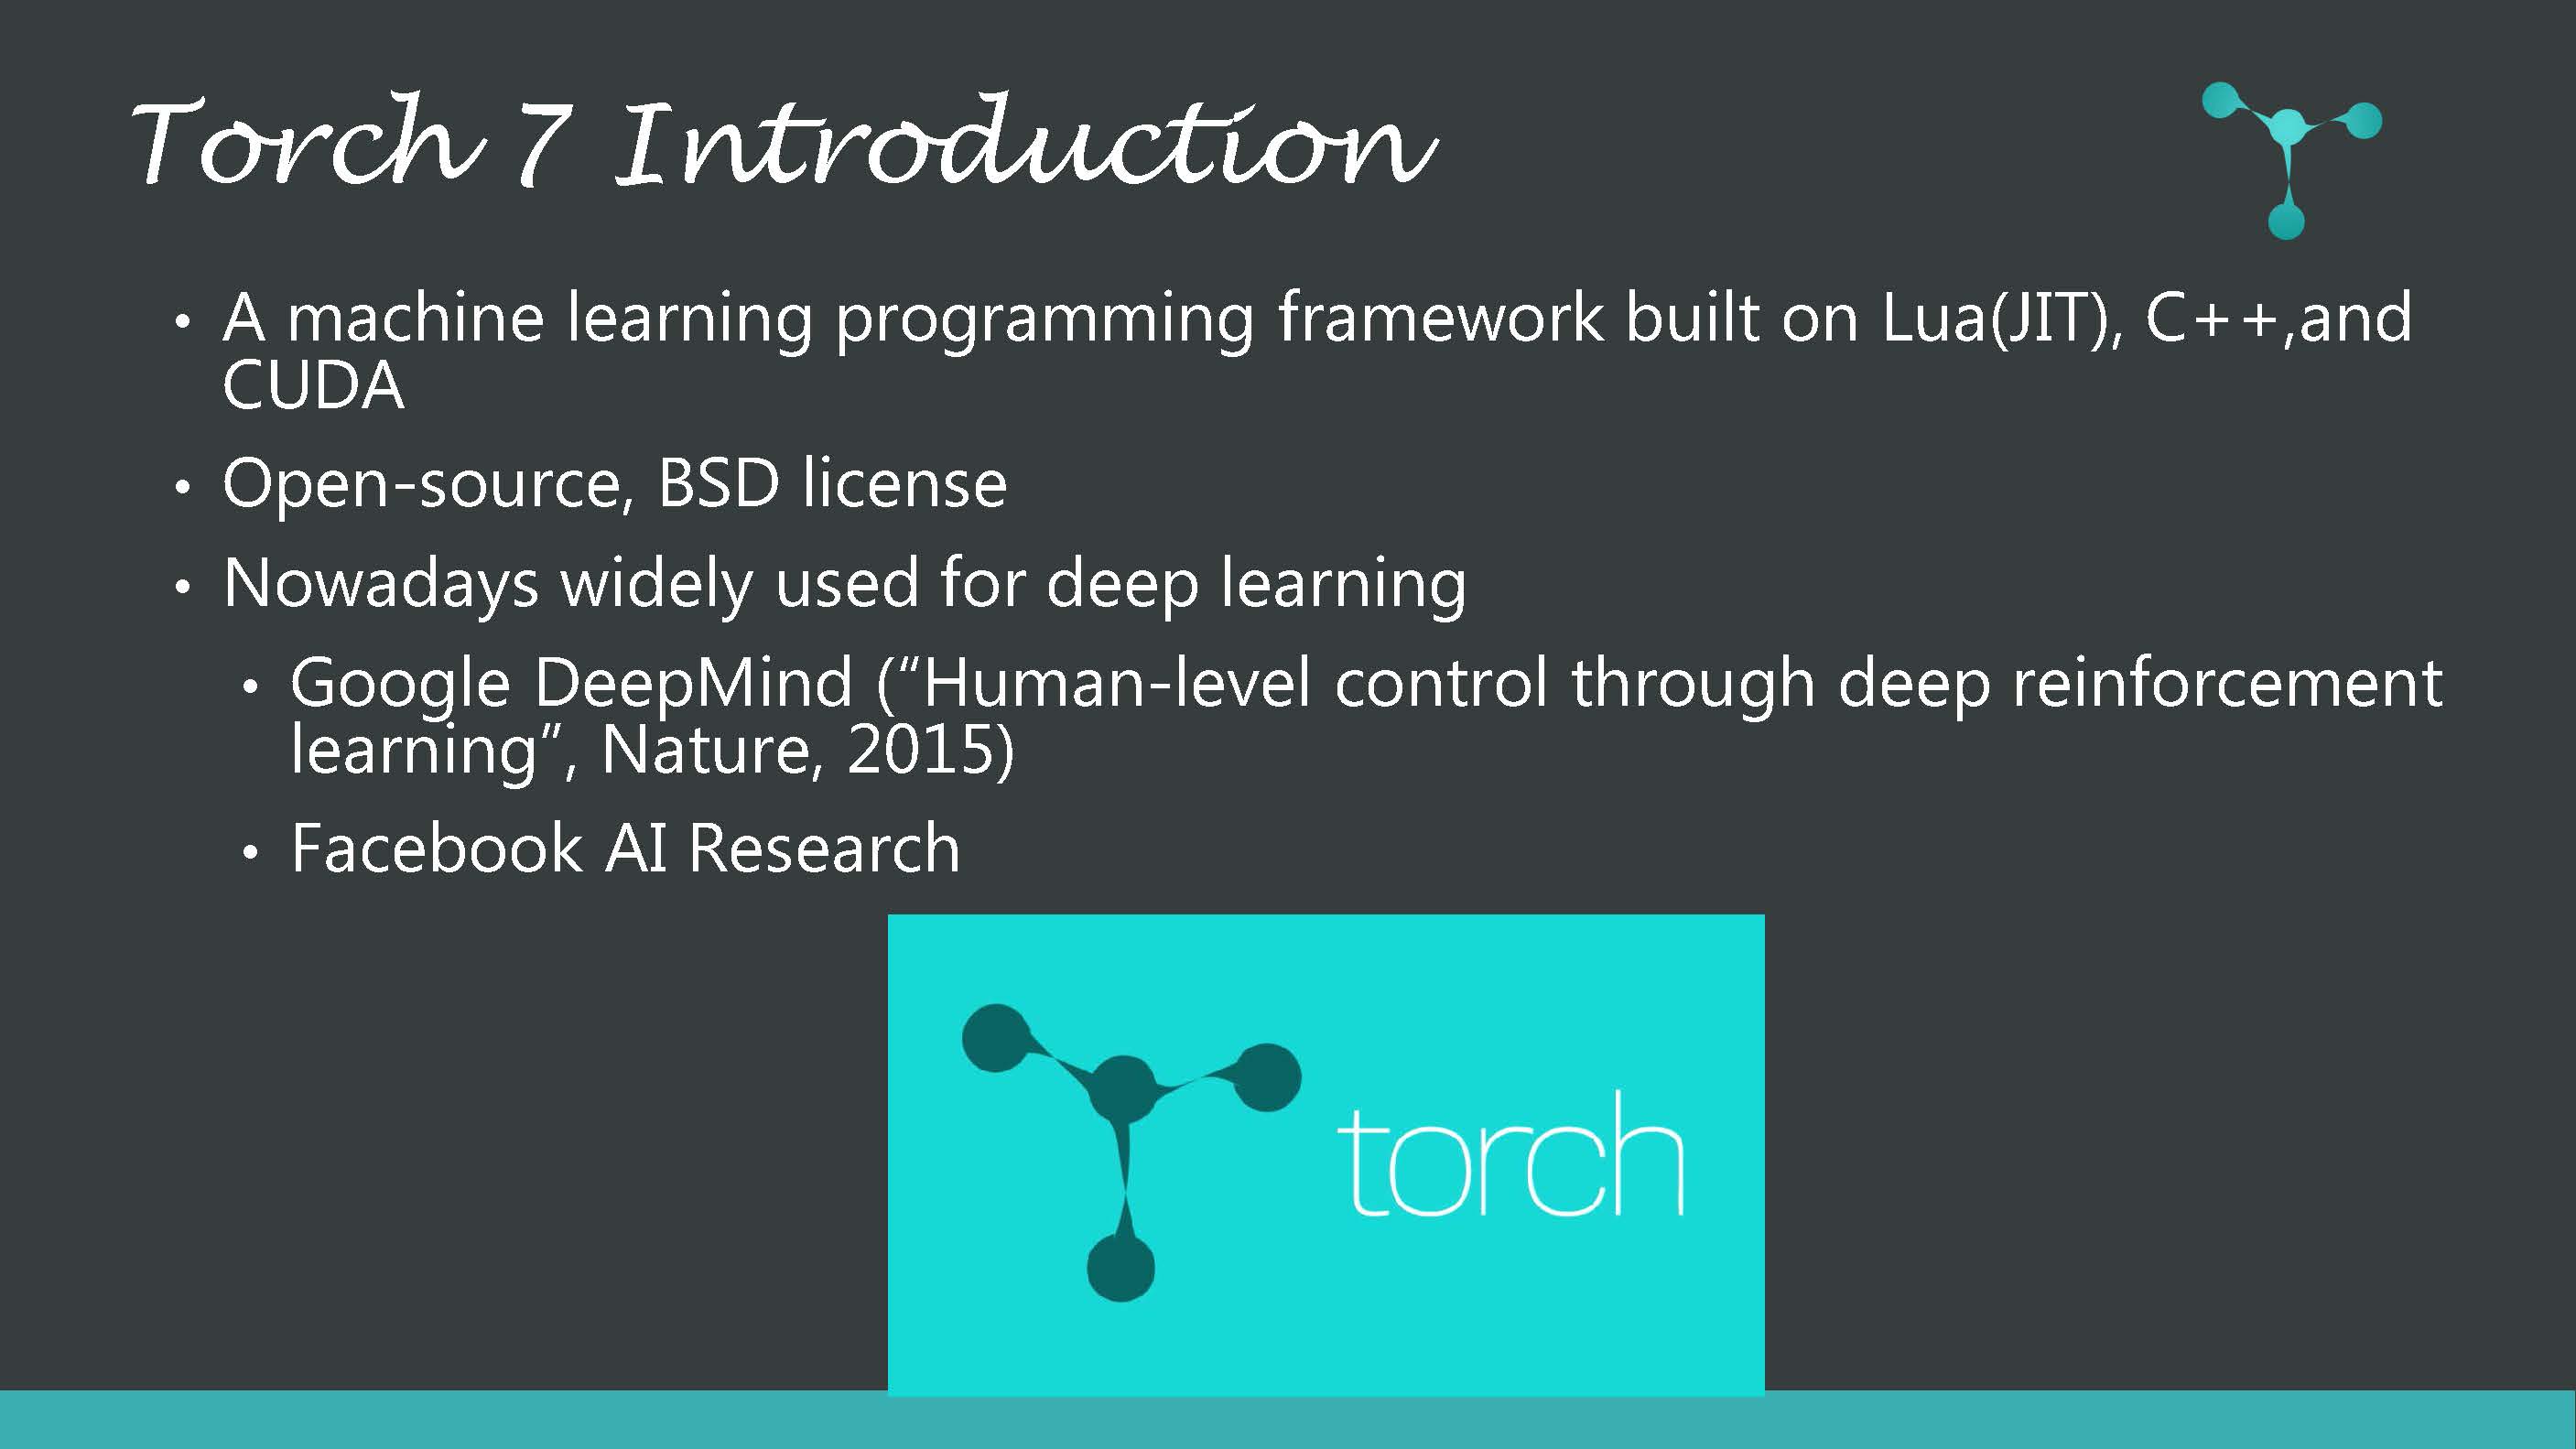 Torch 7 Introduction
• A machine learning programming framework built on Lua(JIT), C++,and
CUDA
• Open-source, BSD license
• Nowadays widely used for deep learning
• Google DeepMind (“Human-level control through deep reinforcement
learning”, Nature, 2015)
• Facebook AI Research
torch